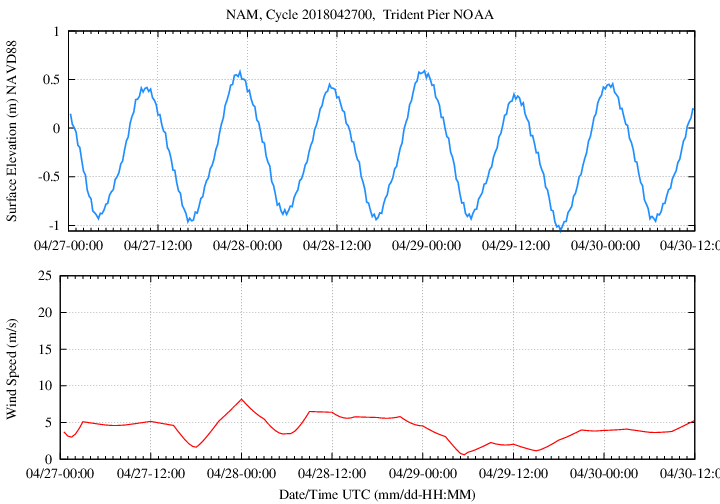 NAM, Cycle 2018042700,  Trident Pier NOAA
Surface Elevation (m) NAVD88
1
0.5
0
-0.5
-1
04/27-00:00 04/27-12:00 04/28-00:00 04/28-12:00 04/29-00:00 04/29-12:00 04/30-00:00 04/30-12:0
Wind Speed (m/s)
25
20
15
10
5
0
04/27-00:00 04/27-12:00 04/28-00:00 04/28-12:00 04/29-00:00 04/29-12:00 04/30-00:00 04/30-12:0
Date/Time UTC (mm/dd-HH:MM)